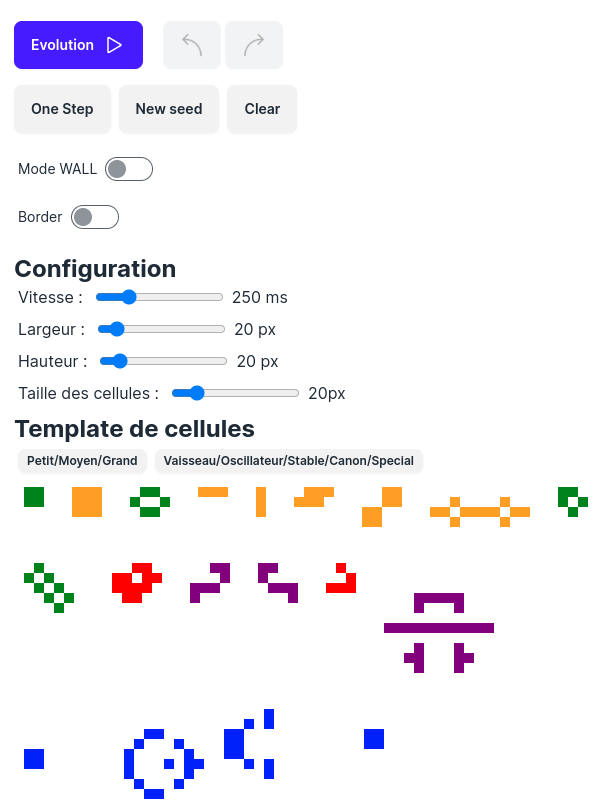 Evolution
One Step New seed Clear
Mode WALL
Border
Configuration
Vitesse : 250 ms
Largeur : 20 px
Hauteur : 20 px
Taille des cellules : 20px
Template de cellules
Petit/Moyen/Grand Vaisseau/Oscillateur/Stable/Canon/Special